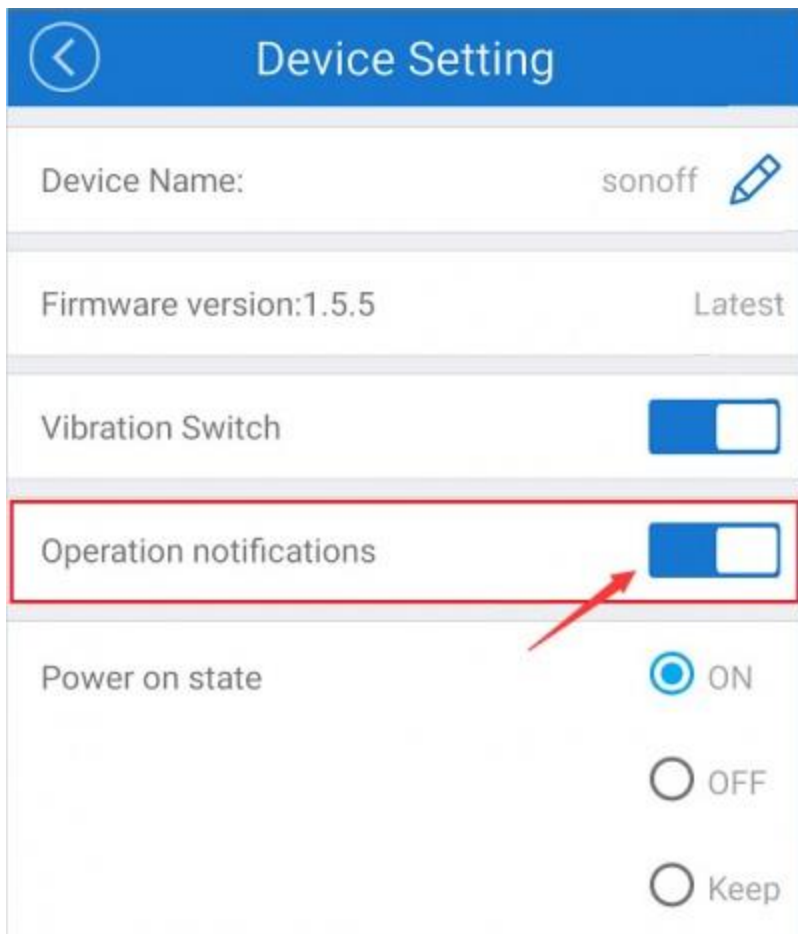 Device Setting
Device Name: sonoff
Firmware version:1.5.5 Latest
Vibration Switch
Operation notifications
Power on state ON
OFF
Keep